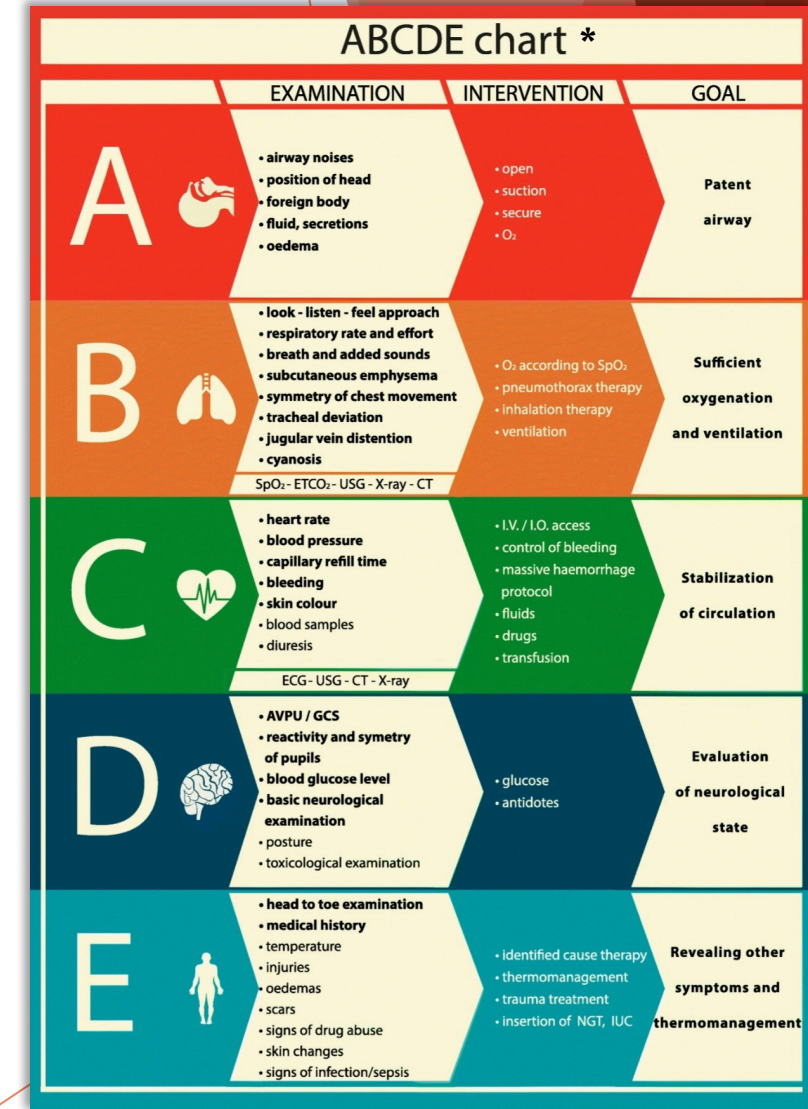 ABCDE chart *
EXAMINATION INTERVENTION GOAL
A
• airway noises
• position of head
• foreign body
• fluid, secretions
• oedema
• open
• suction
• secure
• O₂
Patent
airway
B
• look - listen - feel approach
• respiratory rate and effort
• breath and added sounds
• subcutaneous emphysema
• symmetry of chest movement
• tracheal deviation
• jugular vein distention
• cyanosis
SpO₂ - ETCO₂ - USG - X-ray - CT
• O₂ according to SpO₂
• pneumothorax therapy
• inhalation therapy
• ventilation
Sufficient
oxygenation
and ventilation
C
• heart rate
• blood pressure
• capillary refill time
• bleeding
• skin colour
• blood samples
• diuresis
ECG - USG - CT - X-ray
• I.V. / I.O. access
• control of bleeding
• massive haemorrhage
protocol
• fluids
• drugs
• transfusion
Stabilization
of circulation
D
• AVPU / GCS
• reactivity and symetry
of pupils
• blood glucose level
• basic neurological
examination
• posture
• toxicological examination
• glucose
• antidotes
Evaluation
of neurological
state
E
• head to toe examination
• medical history
• temperature
• injuries
• oedemas
• scars
• signs of drug abuse
• skin changes
• signs of infection/sepsis
• identified cause therapy
• thermomanagement
• trauma treatment
• insertion of NGT, IUC
Revealing other
symptoms and
thermomanagement